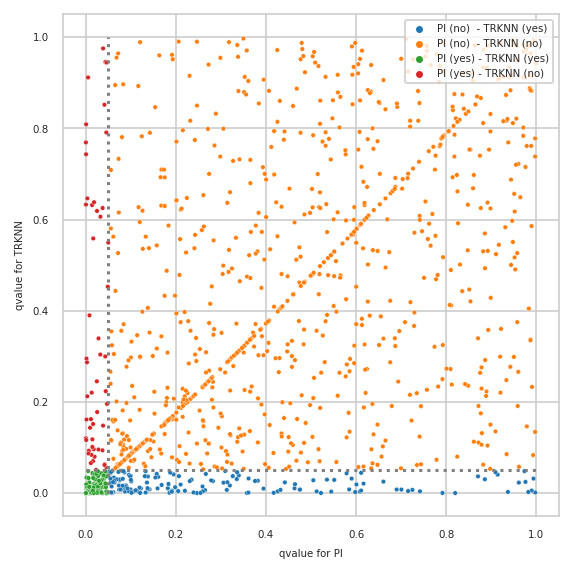 PI (no)  - TRKNN (yes)
PI (no)  - TRKNN (no)
PI (yes) - TRKNN (yes)
PI (yes) - TRKNN (no)
1.0
0.8
0.6
0.4
0.2
0.0
qvalue for TRKNN
0.0 0.2 0.4 0.6 0.8 1.0
qvalue for PI